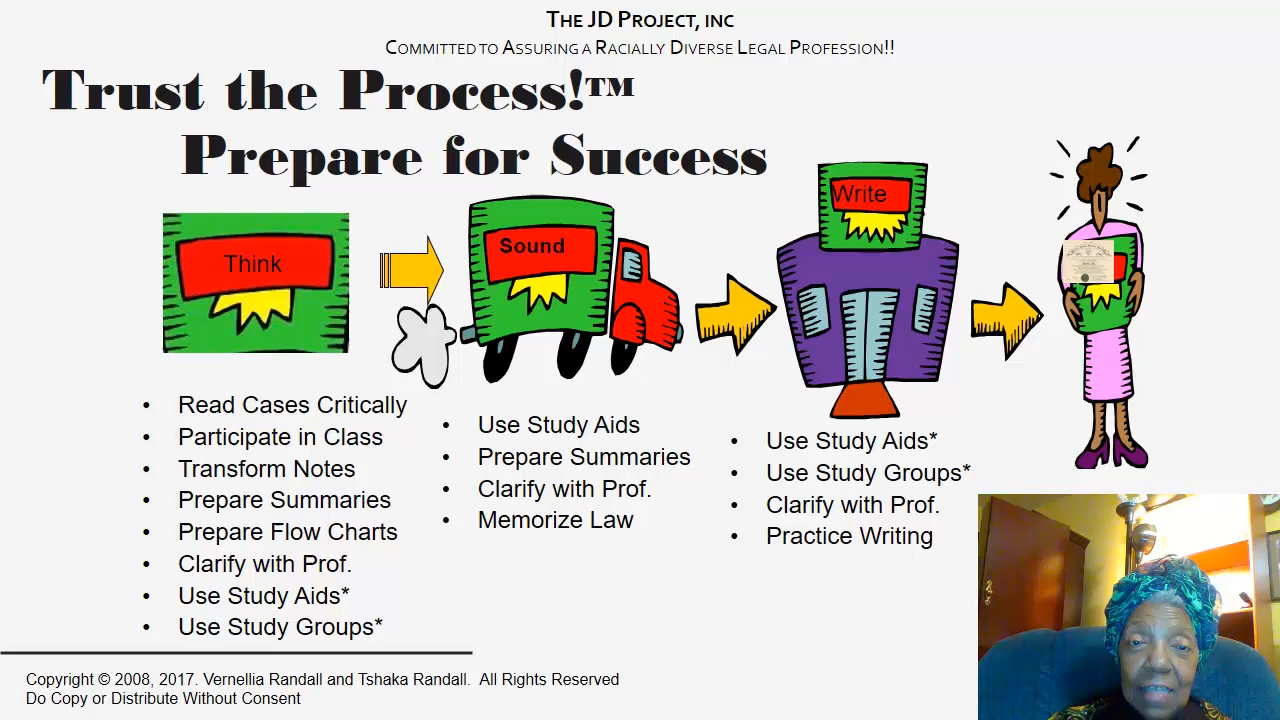 THE JD PROJECT, INC
COMMITTED TO ASSURING A RACIALLY DIVERSE LEGAL PROFESSION!!
Trust the Process!™
Prepare for Success
Think
Sound
Write
• Read Cases Critically
• Participate in Class
• Transform Notes
• Prepare Summaries
• Prepare Flow Charts
• Clarify with Prof.
• Use Study Aids*
• Use Study Groups*
• Use Study Aids
• Prepare Summaries
• Clarify with Prof.
• Memorize Law
• Use Study Aids*
• Use Study Groups*
• Clarify with Prof.
• Practice Writing
Copyright © 2008, 2017. Vernellia Randall and Tshaka Randall. All Rights Reserved
Do Copy or Distribute Without Consent